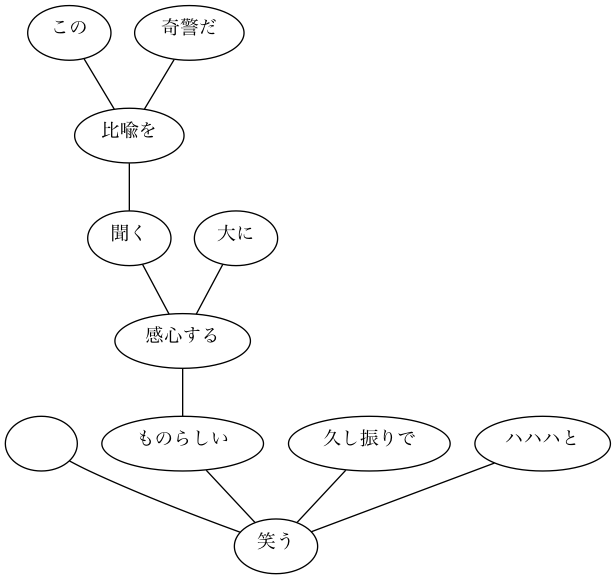 この
奇警だ
比喩を
聞く
大に
感心する
ものらしい
久し振りで
ハハハと
笑う